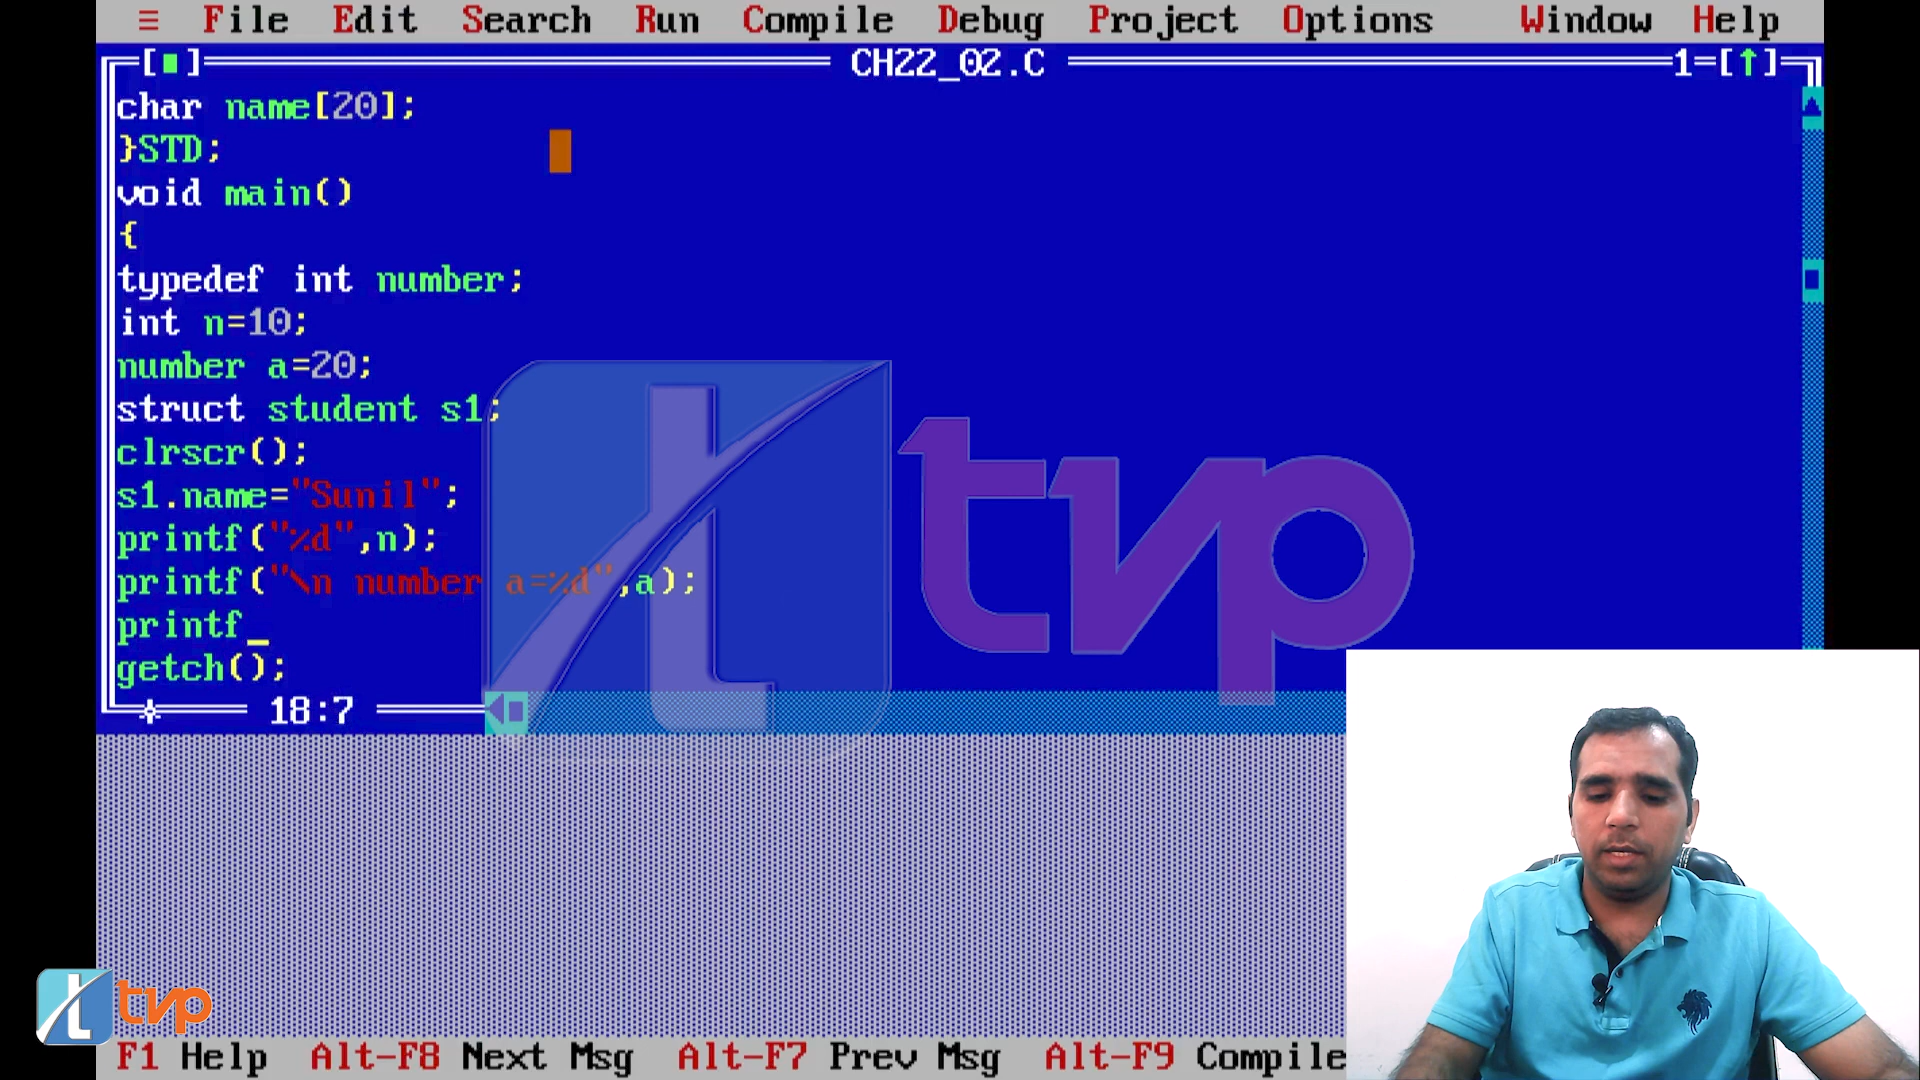 ≡ File Edit Search Run Compile Debug Project Options Window Help
[■] CH22_02.C 1=[↑]
char name[20];
}STD;
void main()
{
typedef int number;
int n=10;
number a=20;
struct student s1;
clrscr();
s1.name="Sunil";
printf("%d",n);
printf("\n number a=%d",a);
printf_
getch();
18:7
tvp
tvp
F1 Help Alt-F8 Next Msg Alt-F7 Prev Msg Alt-F9 Compile